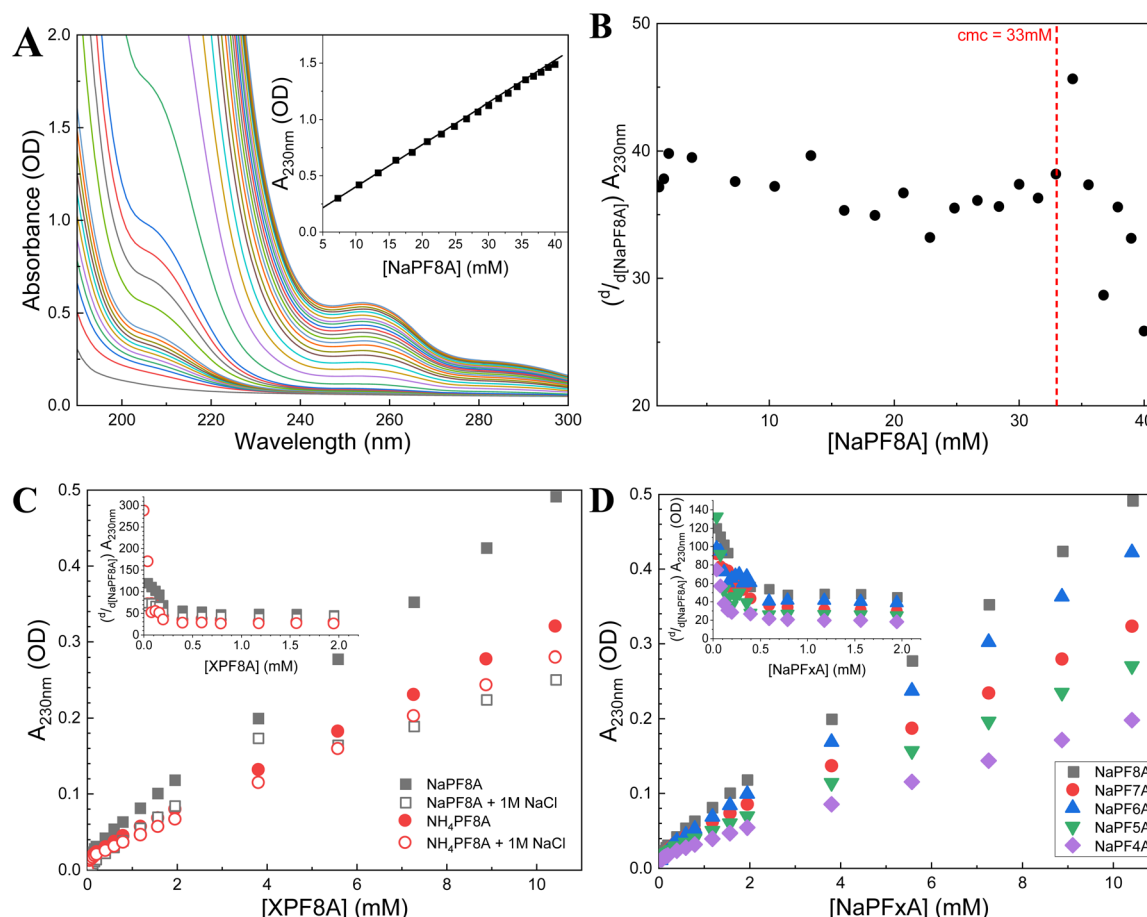 A
Absorbance (OD)
2.0
1.5
1.0
0.5
0.0
200
220
240
260
280
300
Wavelength (nm)
A230nm (OD)
1.5
1.0
0.5
0.0
5
10
15
20
25
30
35
40
[NaPF8A] (mM)
B
cmc = 33mM
(d/d[NaPF8A]) A230nm
50
45
40
35
30
25
20
10
20
30
40
[NaPF8A] (mM)
C
A230nm (OD)
0.5
0.4
0.3
0.2
0.1
0.0
0
2
4
6
8
10
[XPF8A] (mM)
(d/d[NaPF8A]) A230nm
300
250
200
150
100
50
0
0.0
0.5
1.0
1.5
2.0
[XPF8A] (mM)
NaPF8A
NaPF8A + 1M NaCl
NH4PF8A
NH4PF8A + 1M NaCl
D
A230nm (OD)
0.5
0.4
0.3
0.2
0.1
0.0
0
2
4
6
8
10
[NaPFxA] (mM)
(d/d[NaPF8A]) A230nm (OD)
140
120
100
80
60
40
20
0
0.0
0.5
1.0
1.5
2.0
[NaPFxA] (mM)
NaPF8A
NaPF7A
NaPF6A
NaPF5A
NaPF4A